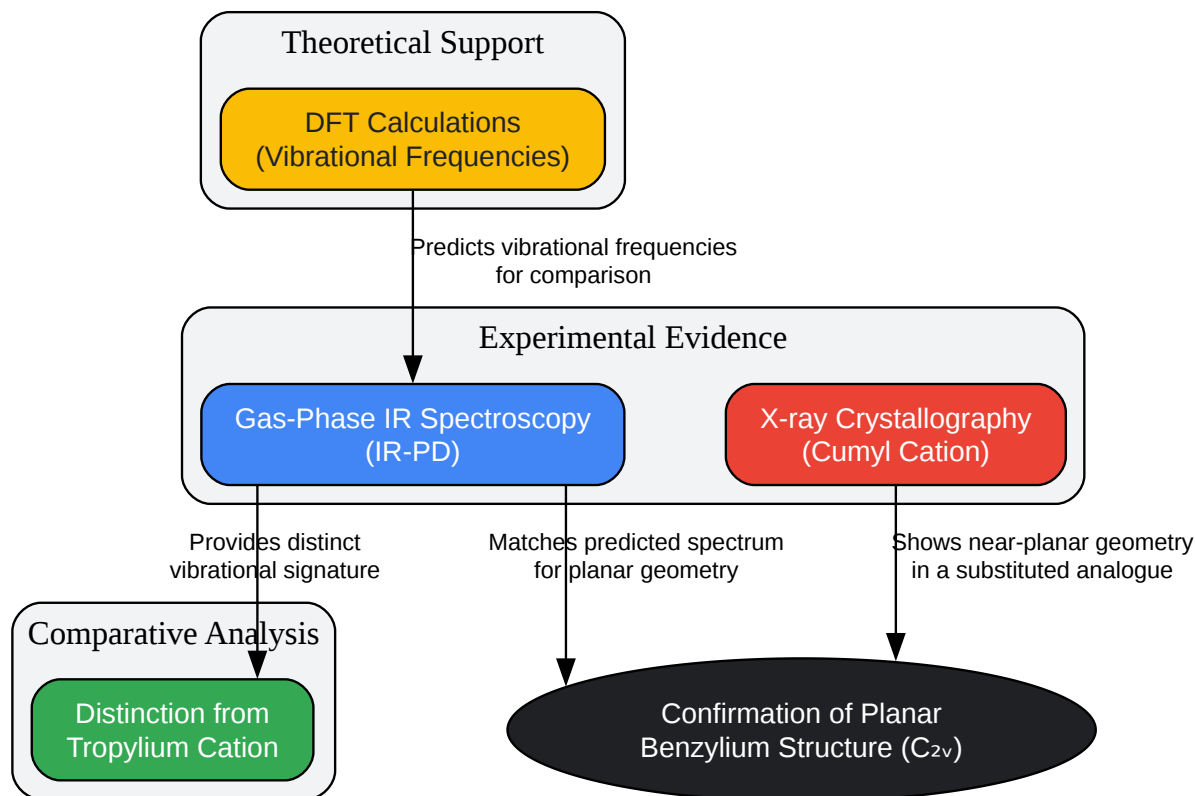 Theoretical Support
DFT Calculations
(Vibrational Frequencies)
Predicts vibrational frequencies
for comparison
Experimental Evidence
Gas-Phase IR Spectroscopy
(IR-PD)
X-ray Crystallography
(Cumyl Cation)
Provides distinct
vibrational signature
Matches predicted spectrum
for planar geometry
Shows near-planar geometry
in a substituted analogue
Comparative Analysis
Distinction from
Tropylium Cation
Confirmation of Planar
Benzylium Structure (C₂ᵥ)